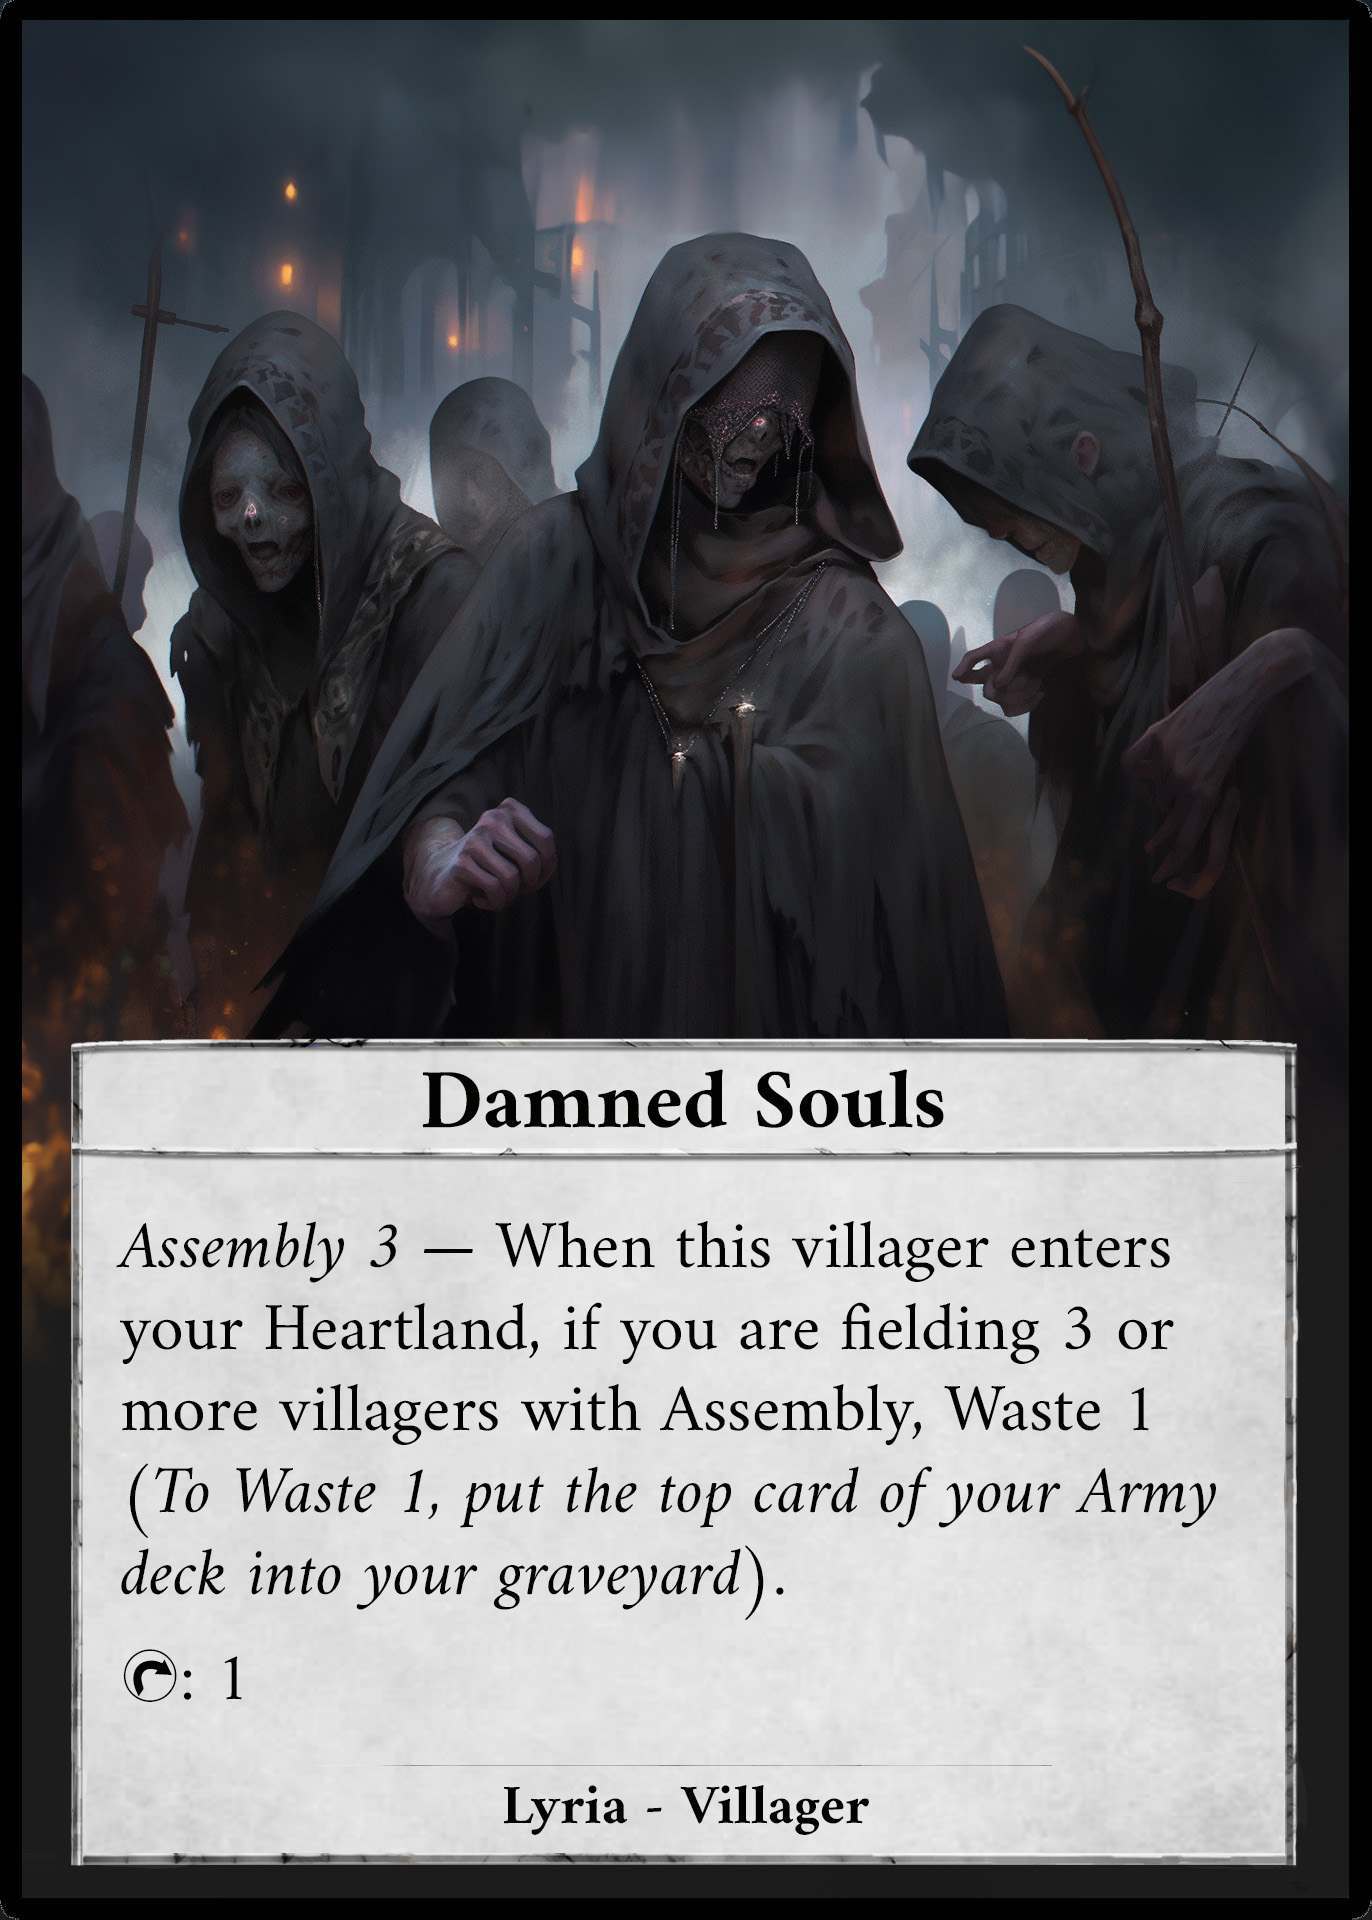 Damned Souls
Assembly 3 — When this villager enters
your Heartland, if you are fielding 3 or
more villagers with Assembly, Waste 1
(To Waste 1, put the top card of your Army
deck into your graveyard).
: 1
Lyria - Villager